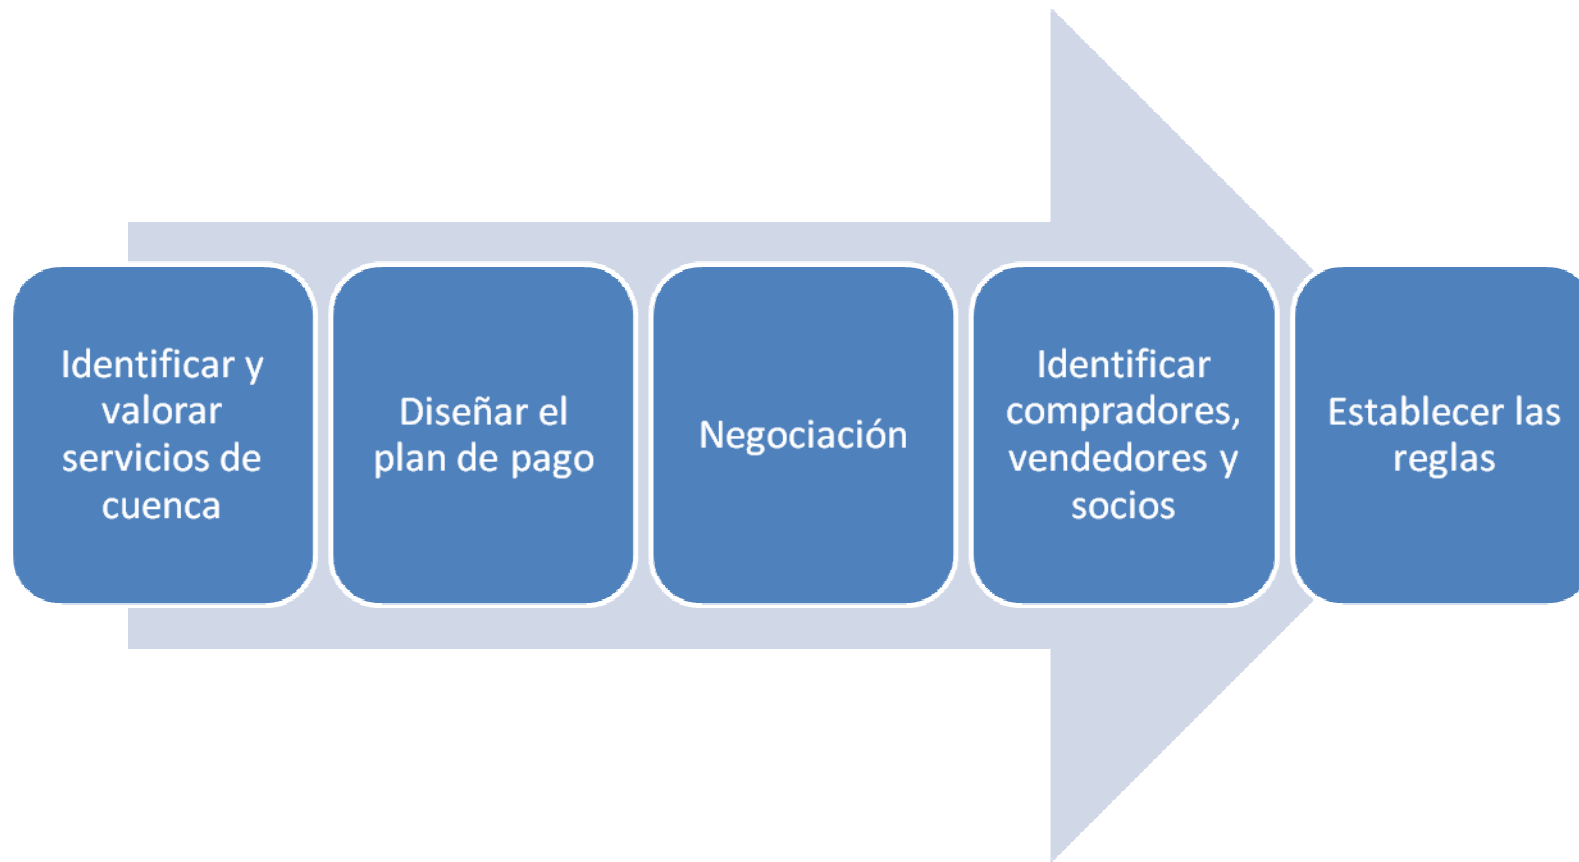 Identificar y
valorar
servicios de
cuenca
Diseñar el
plan de pago
Negociación
Identificar
compradores,
vendedores y
socios
Establecer las
reglas